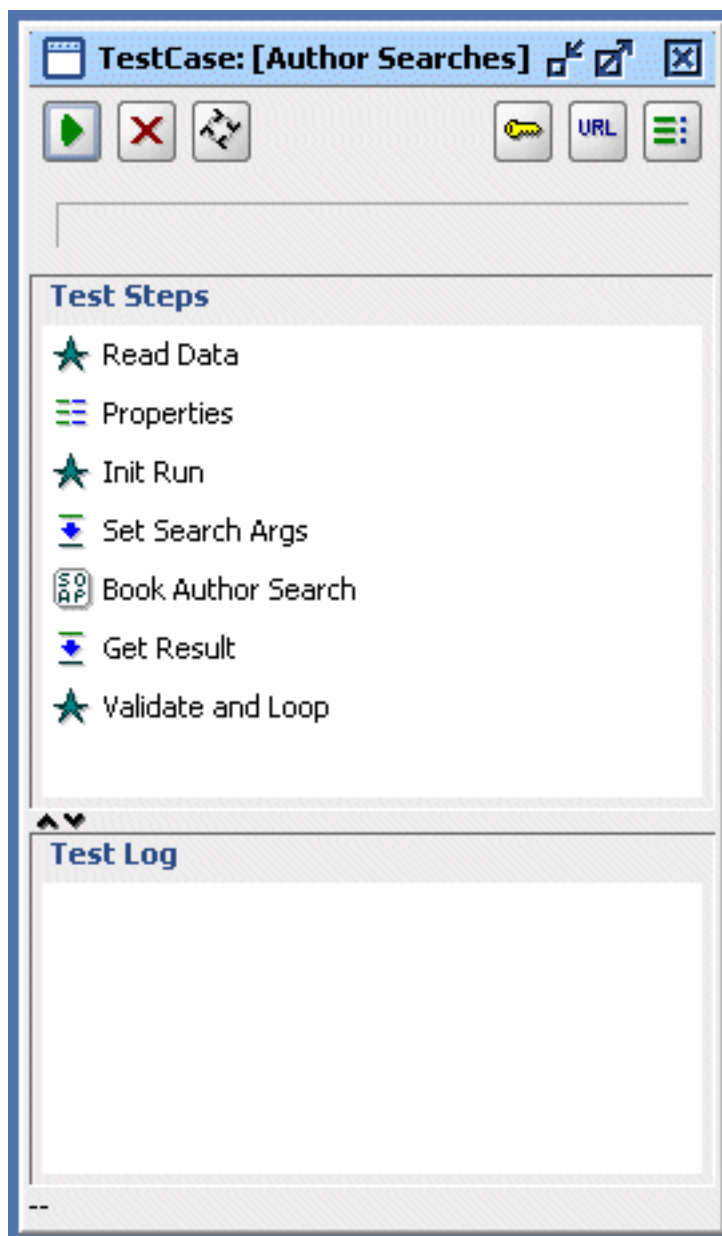 TestCase: [Author Searches]
URL
Test Steps
Read Data
Properties
Init Run
Set Search Args
SO
AP
Book Author Search
Get Result
Validate and Loop
Test Log
--